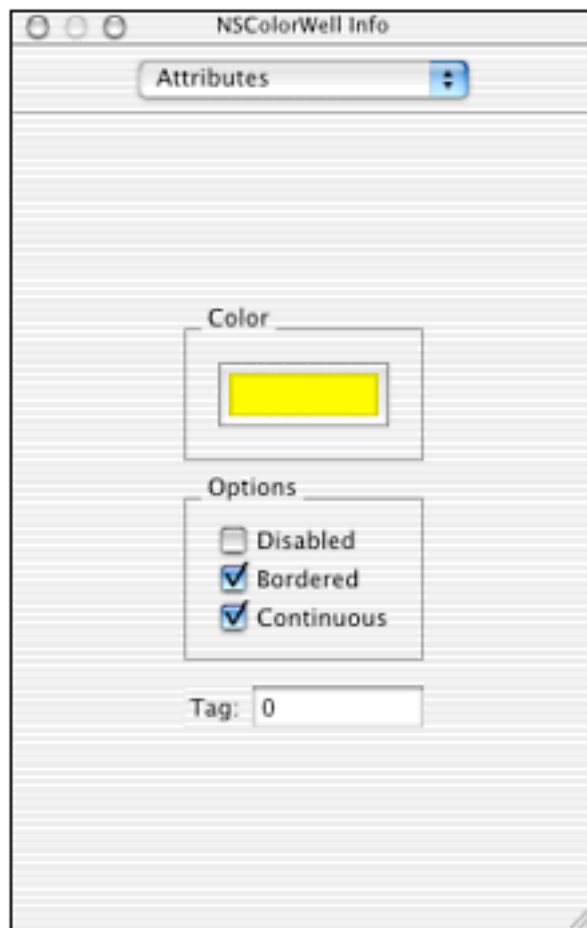 NSColorWell Info
Attributes
Color
Options
Disabled
Bordered
Continuous
Tag: 0